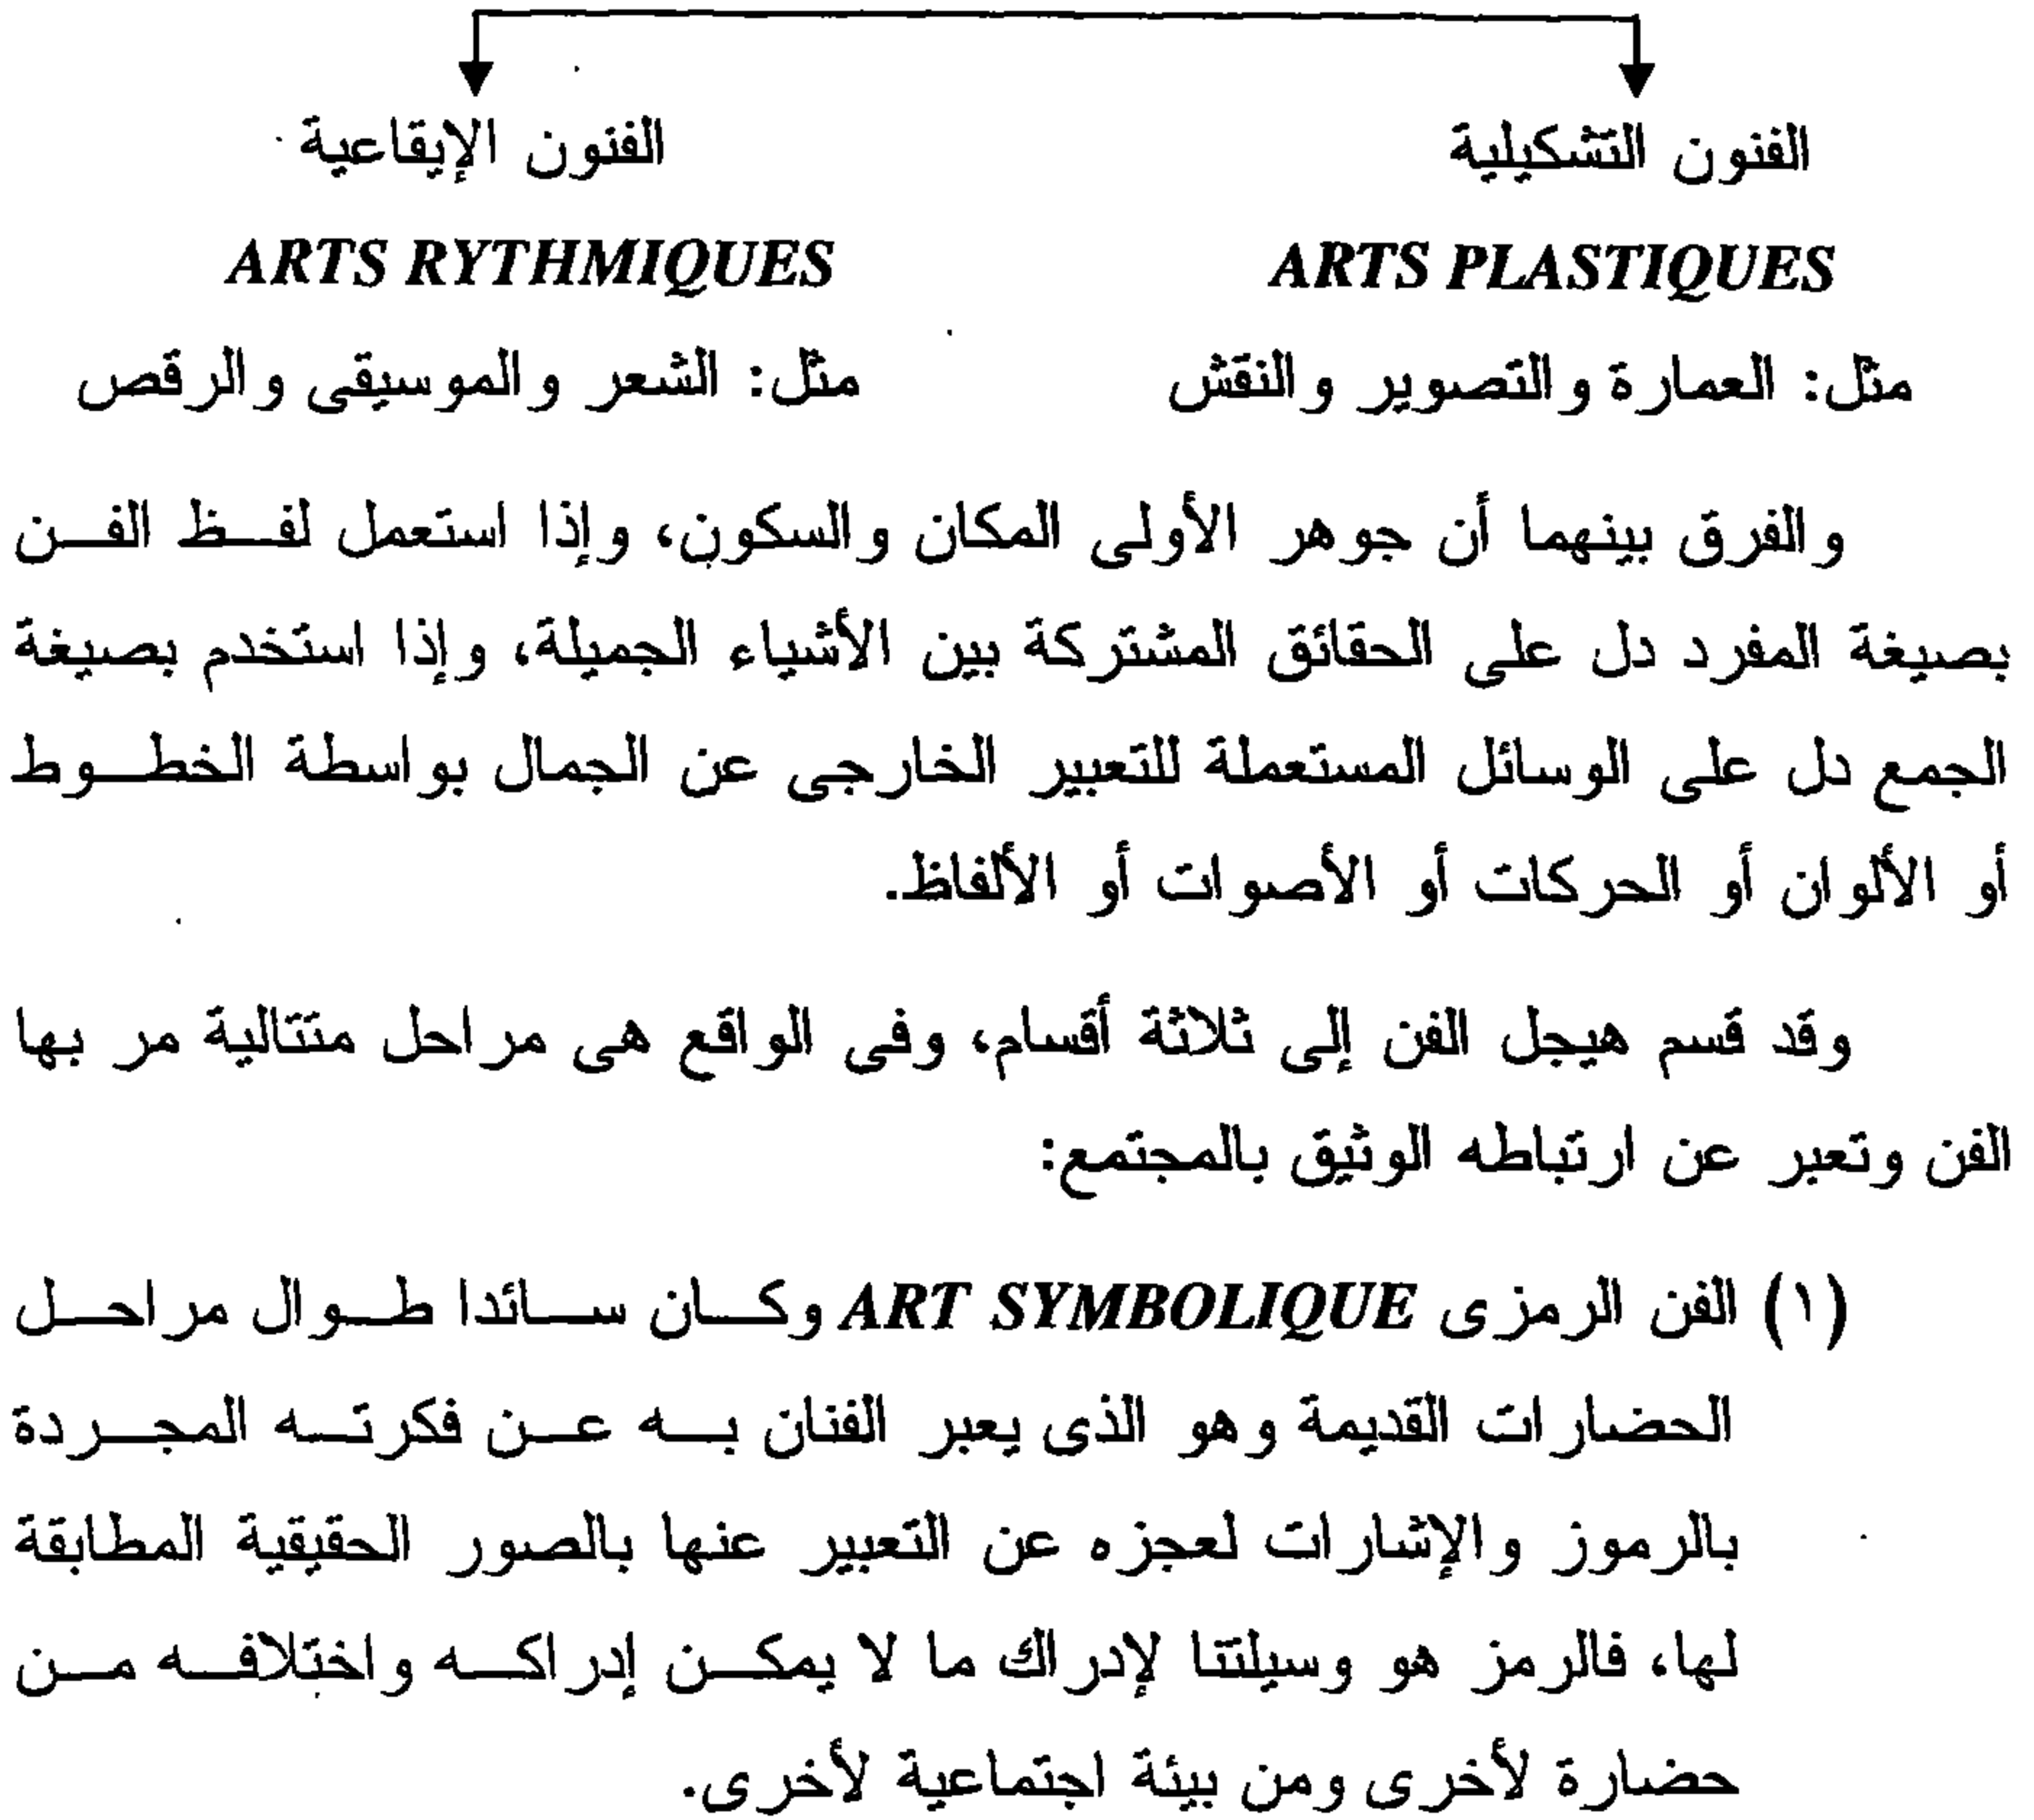 الفنون التشكيلية الفنون الإيقاعية
ARTS PLASTIQUES ARTS RYTHMIQUES
مثل: العمارة والتصوير والنقش مثل: الشعر والموسيقى والرقص
والفرق بينهما أن جوهر الأولى المكان والسكون، وإذا استعمل لفظ الفن
بصيغة المفرد دل على الحقائق المشتركة بين الأشياء الجميلة، وإذا استخدم بصيغة
الجمع دل على الوسائل المستعملة للتعبير الخارجى عن الجمال بواسطة الخطوط
أو الألوان أو الحركات أو الأصوات أو الألفاظ.
وقد قسم هيجل الفن إلى ثلاثة أقسام، وفى الواقع هى مراحل متتالية مر بها
الفن وتعبر عن ارتباطه الوثيق بالمجتمع:
(١) الفن الرمزى ART SYMBOLIQUE وكان سائدا طوال مراحل
الحضارات القديمة وهو الذى يعبر الفنان به عن فكرته المجردة
بالرموز والإشارات لعجزه عن التعبير عنها بالصور الحقيقية المطابقة
لها، فالرمز هو وسيلتنا لإدراك ما لا يمكن إدراكه واختلافه من
حضارة لأخرى ومن بيئة اجتماعية لأخرى.